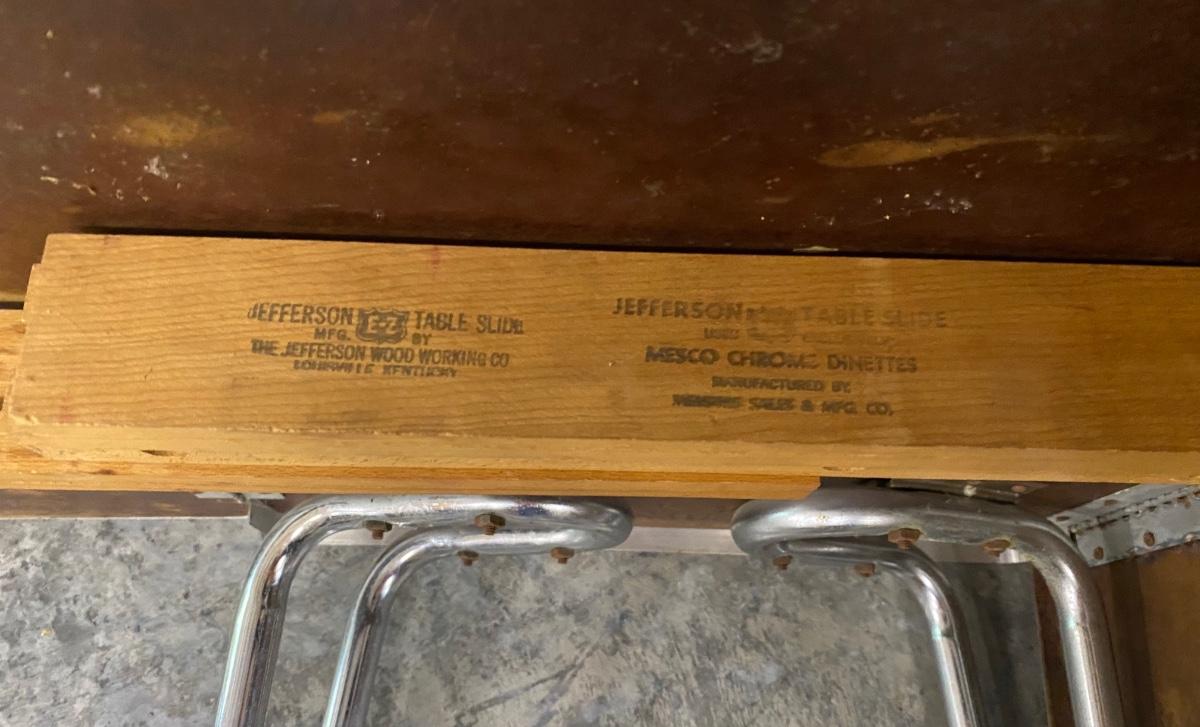 JEFFERSON E-Z TABLE SLIDE
MFG. BY
THE JEFFERSON WOOD WORKING CO
LOUISVILLE KENTUCKY
JEFFERSON TABLE SLIDE
MESCO CHROME DINETTES
MANUFACTURED BY
MEMPHIS SALES & MFG. CO.